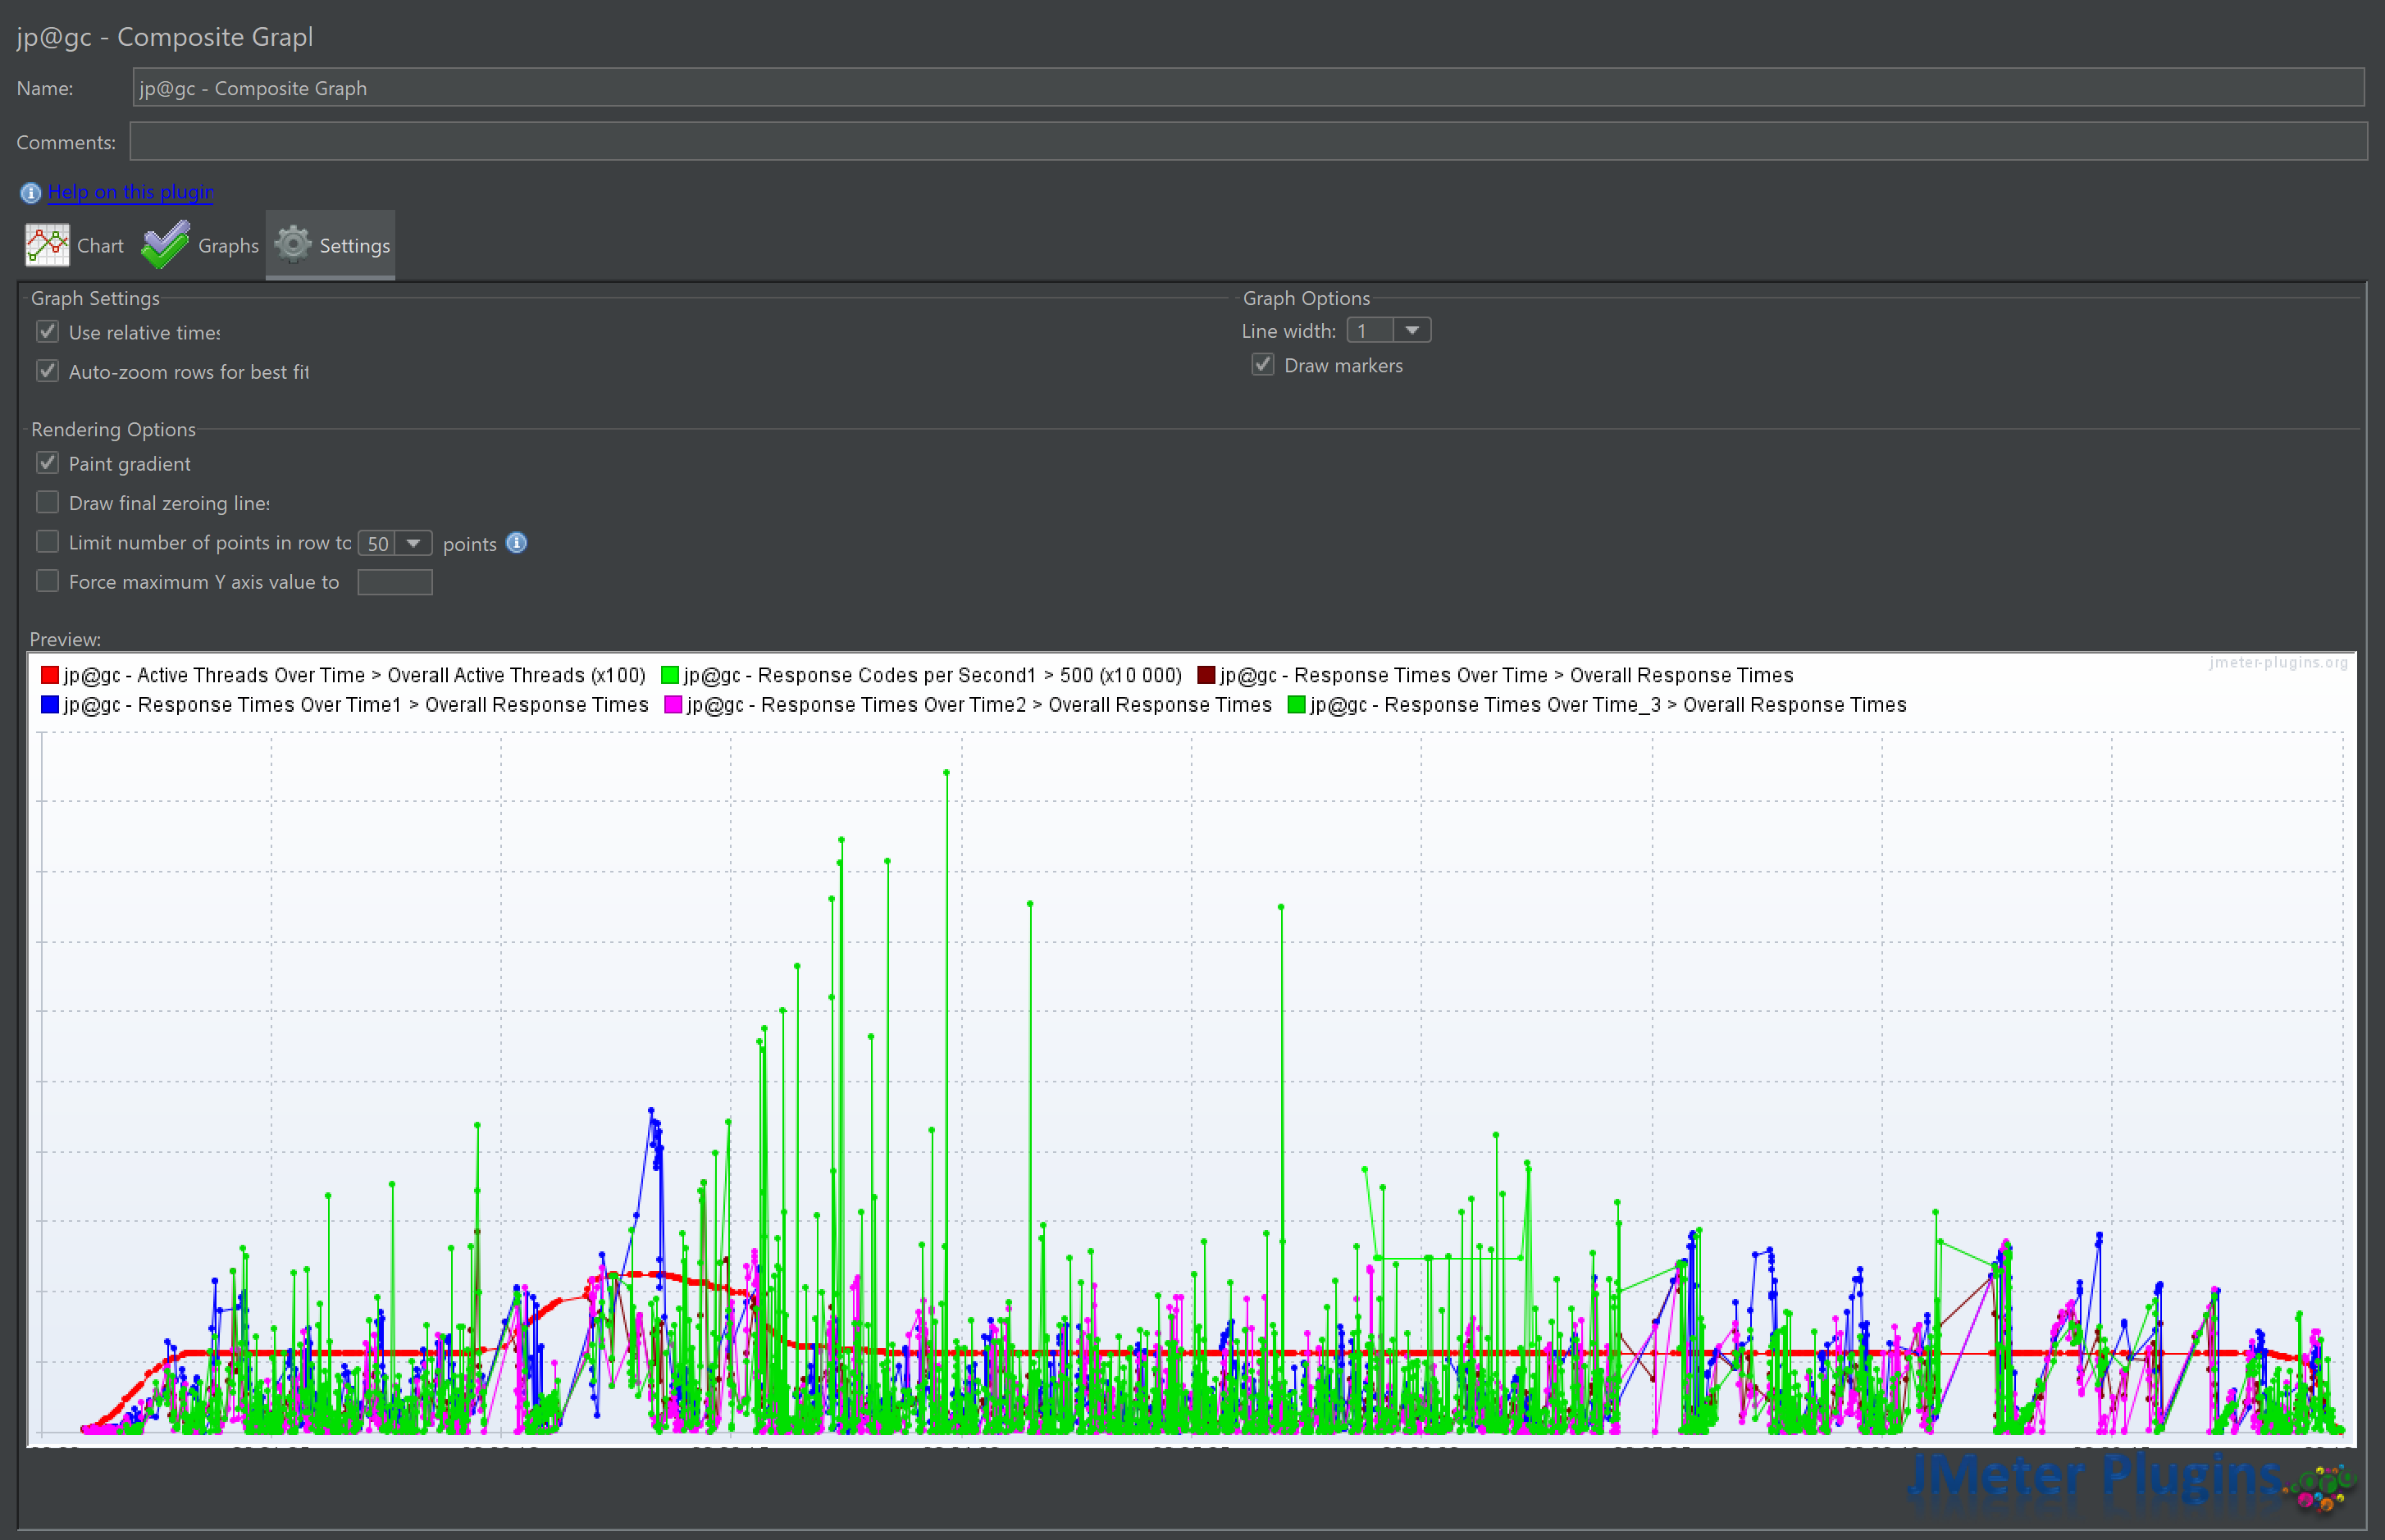 jp@gc - Composite Grapl
Name: jp@gc - Composite Graph
Comments:
Help on this plugin
Chart Graphs Settings
Graph Settings
Use relative times
Auto-zoom rows for best fit
Graph Options
Line width: 1
Draw markers
Rendering Options
Paint gradient
Draw final zeroing lines
Limit number of points in row to 50 points
Force maximum Y axis value to
Preview:
jp@gc - Active Threads Over Time > Overall Active Threads (x100) jp@gc - Response Codes per Second1 > 500 (x10 000) jp@gc - Response Times Over Time > Overall Response Times
jmeter-plugins.org
jp@gc - Response Times Over Time1 > Overall Response Times jp@gc - Response Times Over Time2 > Overall Response Times jp@gc - Response Times Over Time_3 > Overall Response Times
JMeter Plugins